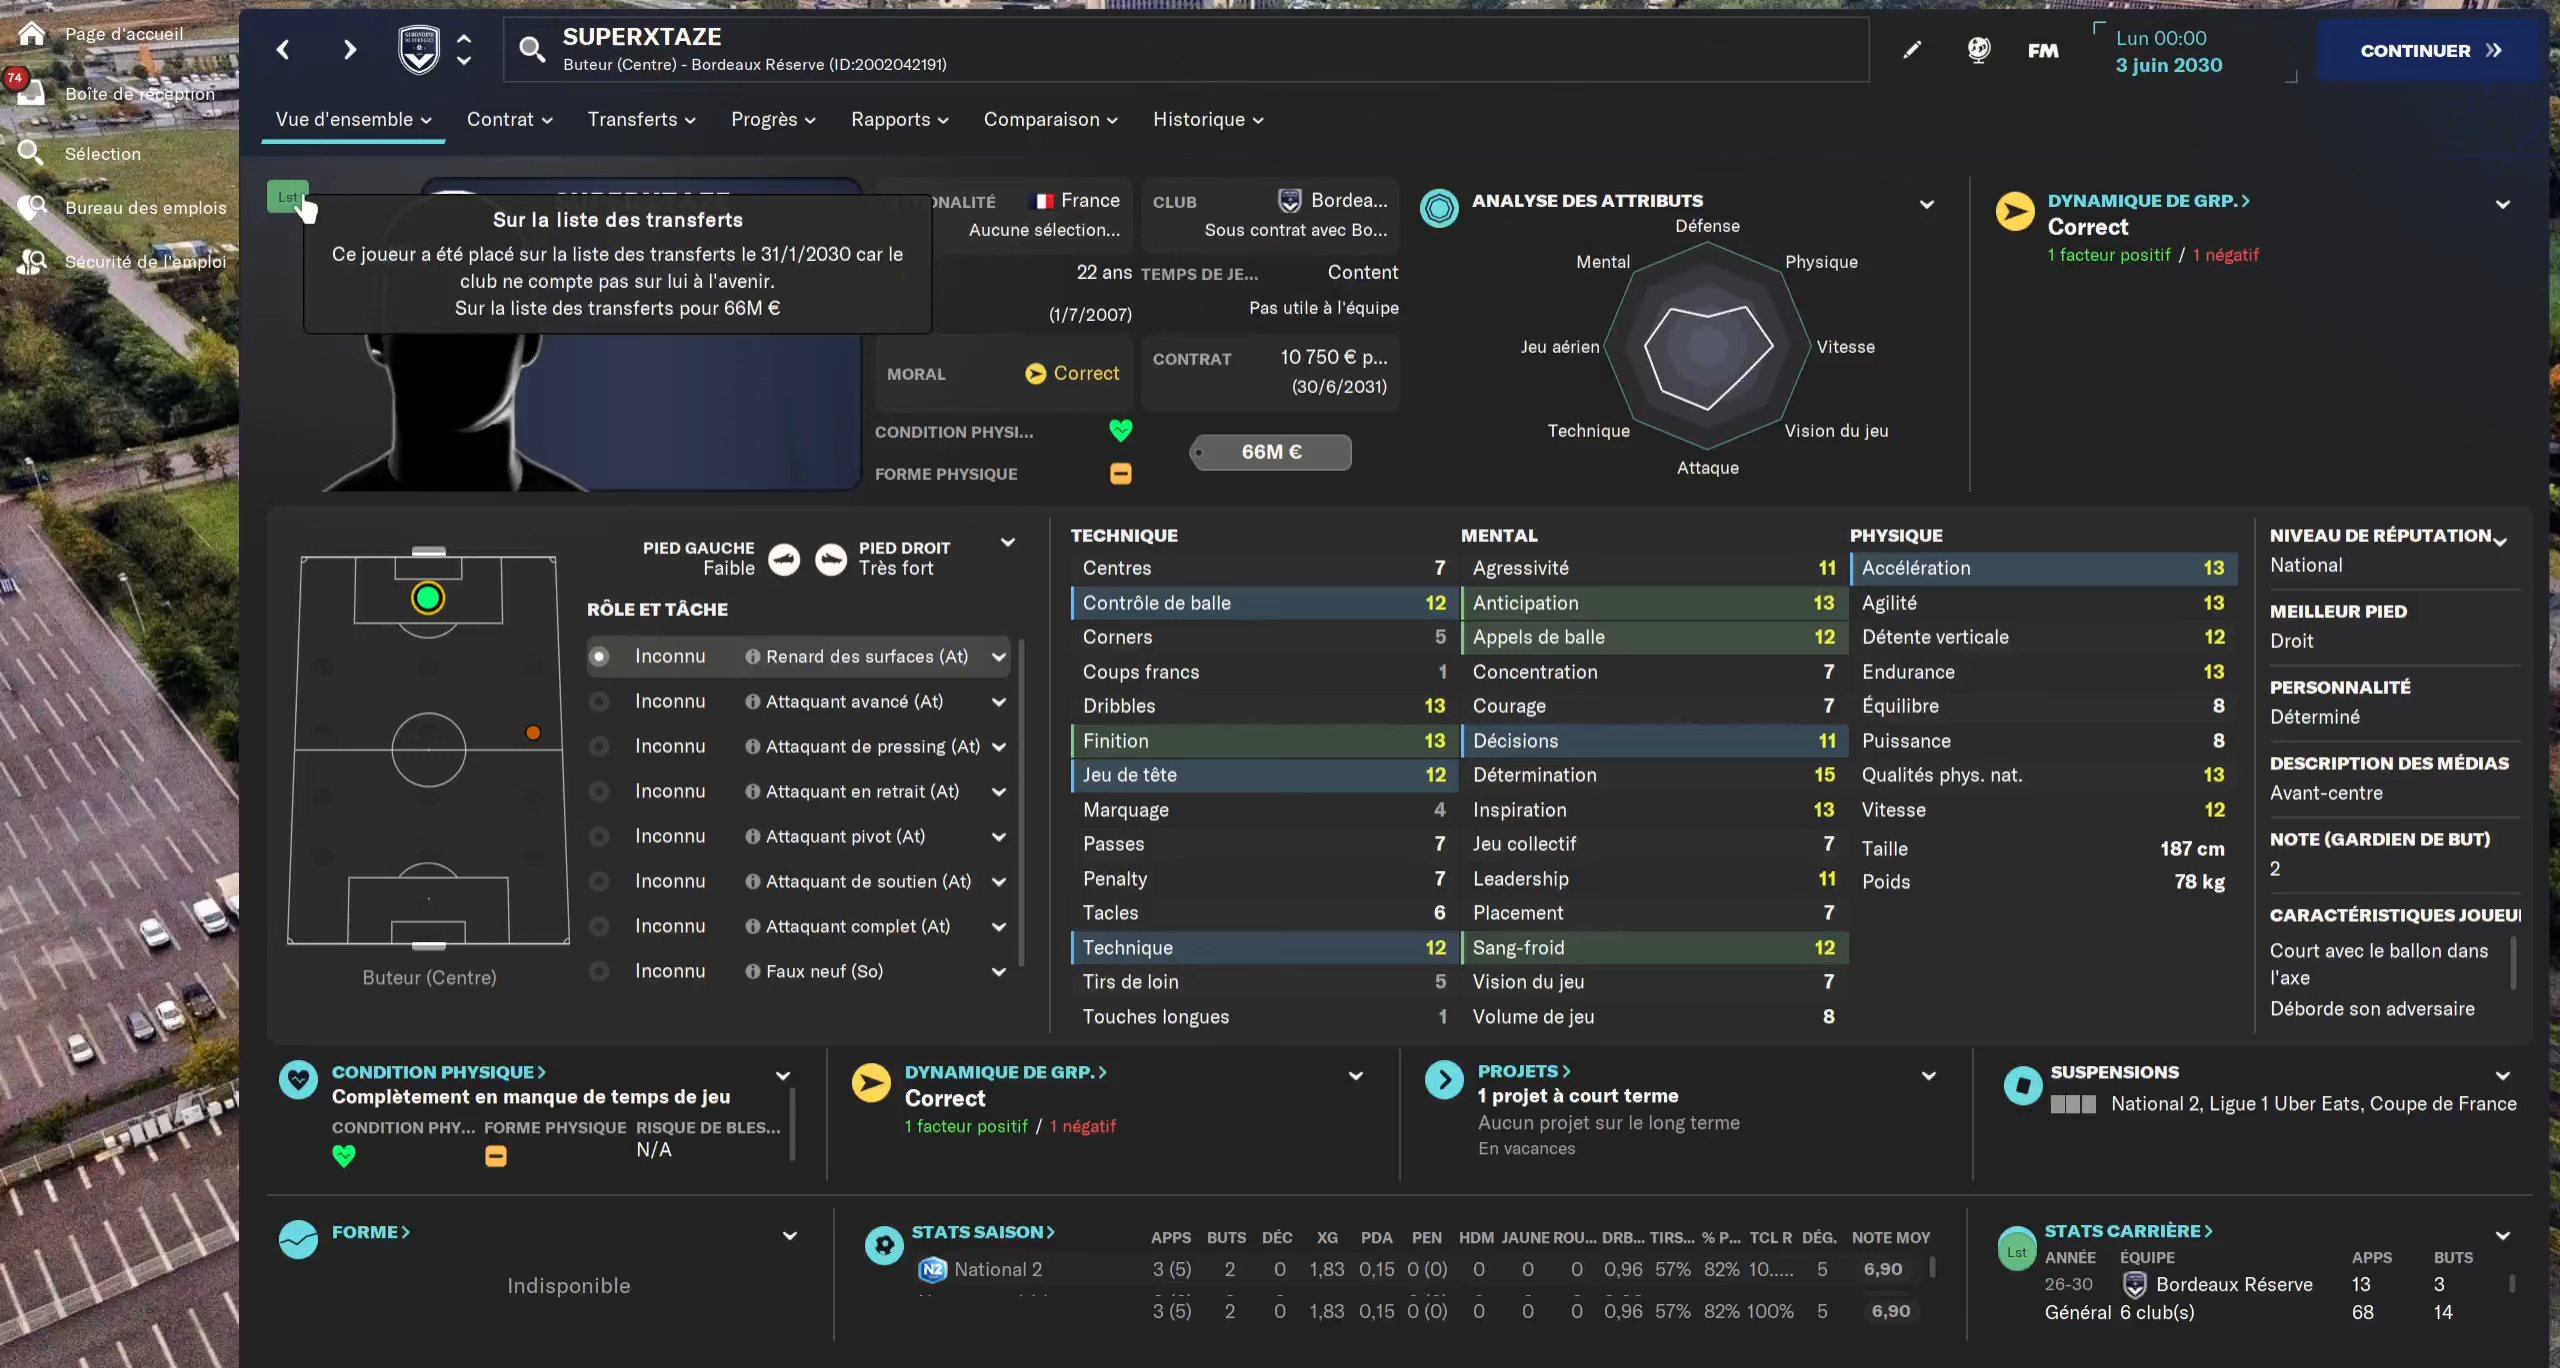 Page d'accueil
74
Boîte de réception
Sélection
Bureau des emplois
Sécurité de l'emploi
SUPERXTAZE
Buteur (Centre) - Bordeaux Réserve (ID:2002042191)
FM
Lun 00:00
3 juin 2030
CONTINUER
Vue d'ensemble
Contrat
Transferts
Progrès
Rapports
Comparaison
Historique
Lst
Sur la liste des transferts
Ce joueur a été placé sur la liste des transferts le 31/1/2030 car le
club ne compte pas sur lui à l'avenir.
Sur la liste des transferts pour 66M €
France
Aucune sélection...
22 ans
(1/7/2007)
MORAL
Correct
CONDITION PHYSI...
FORME PHYSIQUE
CLUB
Bordea...
Sous contrat avec Bo...
TEMPS DE JE...
Content
Pas utile à l'équipe
CONTRAT
10 750 € p...
(30/6/2031)
66M €
ANALYSE DES ATTRIBUTS
Défense
Mental
Physique
Jeu aérien
Vitesse
Technique
Vision du jeu
Attaque
DYNAMIQUE DE GRP.
Correct
1 facteur positif / 1 négatif
Buteur (Centre)
PIED GAUCHE
Faible
PIED DROIT
Très fort
RÔLE ET TÂCHE
Inconnu Renard des surfaces (At)
Inconnu Attaquant avancé (At)
Inconnu Attaquant de pressing (At)
Inconnu Attaquant en retrait (At)
Inconnu Attaquant pivot (At)
Inconnu Attaquant de soutien (At)
Inconnu Attaquant complet (At)
Inconnu Faux neuf (So)
TECHNIQUE
Centres 7
Contrôle de balle 12
Corners 5
Coups francs 1
Dribbles 13
Finition 13
Jeu de tête 12
Marquage 4
Passes 7
Penalty 7
Tacles 6
Technique 12
Tirs de loin 5
Touches longues 1
MENTAL
Agressivité 11
Anticipation 13
Appels de balle 12
Concentration 7
Courage 7
Décisions 11
Détermination 15
Inspiration 13
Jeu collectif 7
Leadership 11
Placement 7
Sang-froid 12
Vision du jeu 7
Volume de jeu 8
PHYSIQUE
Accélération 13
Agilité 13
Détente verticale 12
Endurance 13
Équilibre 8
Puissance 8
Qualités phys. nat. 13
Vitesse 12
Taille 187 cm
Poids 78 kg
NIVEAU DE RÉPUTATION
National
MEILLEUR PIED
Droit
PERSONNALITÉ
Déterminé
DESCRIPTION DES MÉDIAS
Avant-centre
NOTE (GARDIEN DE BUT)
2
CARACTÉRISTIQUES JOUEU
Court avec le ballon dans
l'axe
Déborde son adversaire
CONDITION PHYSIQUE
Complètement en manque de temps de jeu
CONDITION PHY... FORME PHYSIQUE RISQUE DE BLES...
N/A
DYNAMIQUE DE GRP.
Correct
1 facteur positif / 1 négatif
PROJETS
1 projet à court terme
Aucun projet sur le long terme
En vacances
SUSPENSIONS
National 2, Ligue 1 Uber Eats, Coupe de France
FORME
Indisponible
STATS SAISON APPS BUTS DÉC XG PDA PEN HDM JAUNE ROU... DRB... TIRS... % P... TCL R DÉG. NOTE MOY
N2 National 2 3 (5) 2 0 1,83 0,15 0 (0) 0 0 0 0,96 57% 82% 10..... 5 6,90
3 (5) 2 0 1,83 0,15 0 (0) 0 0 0 0,96 57% 82% 100% 5 6,90
STATS CARRIÈRE
Lst
ANNÉE ÉQUIPE APPS BUTS
26-30 Bordeaux Réserve 13 3
Général 6 club(s) 68 14